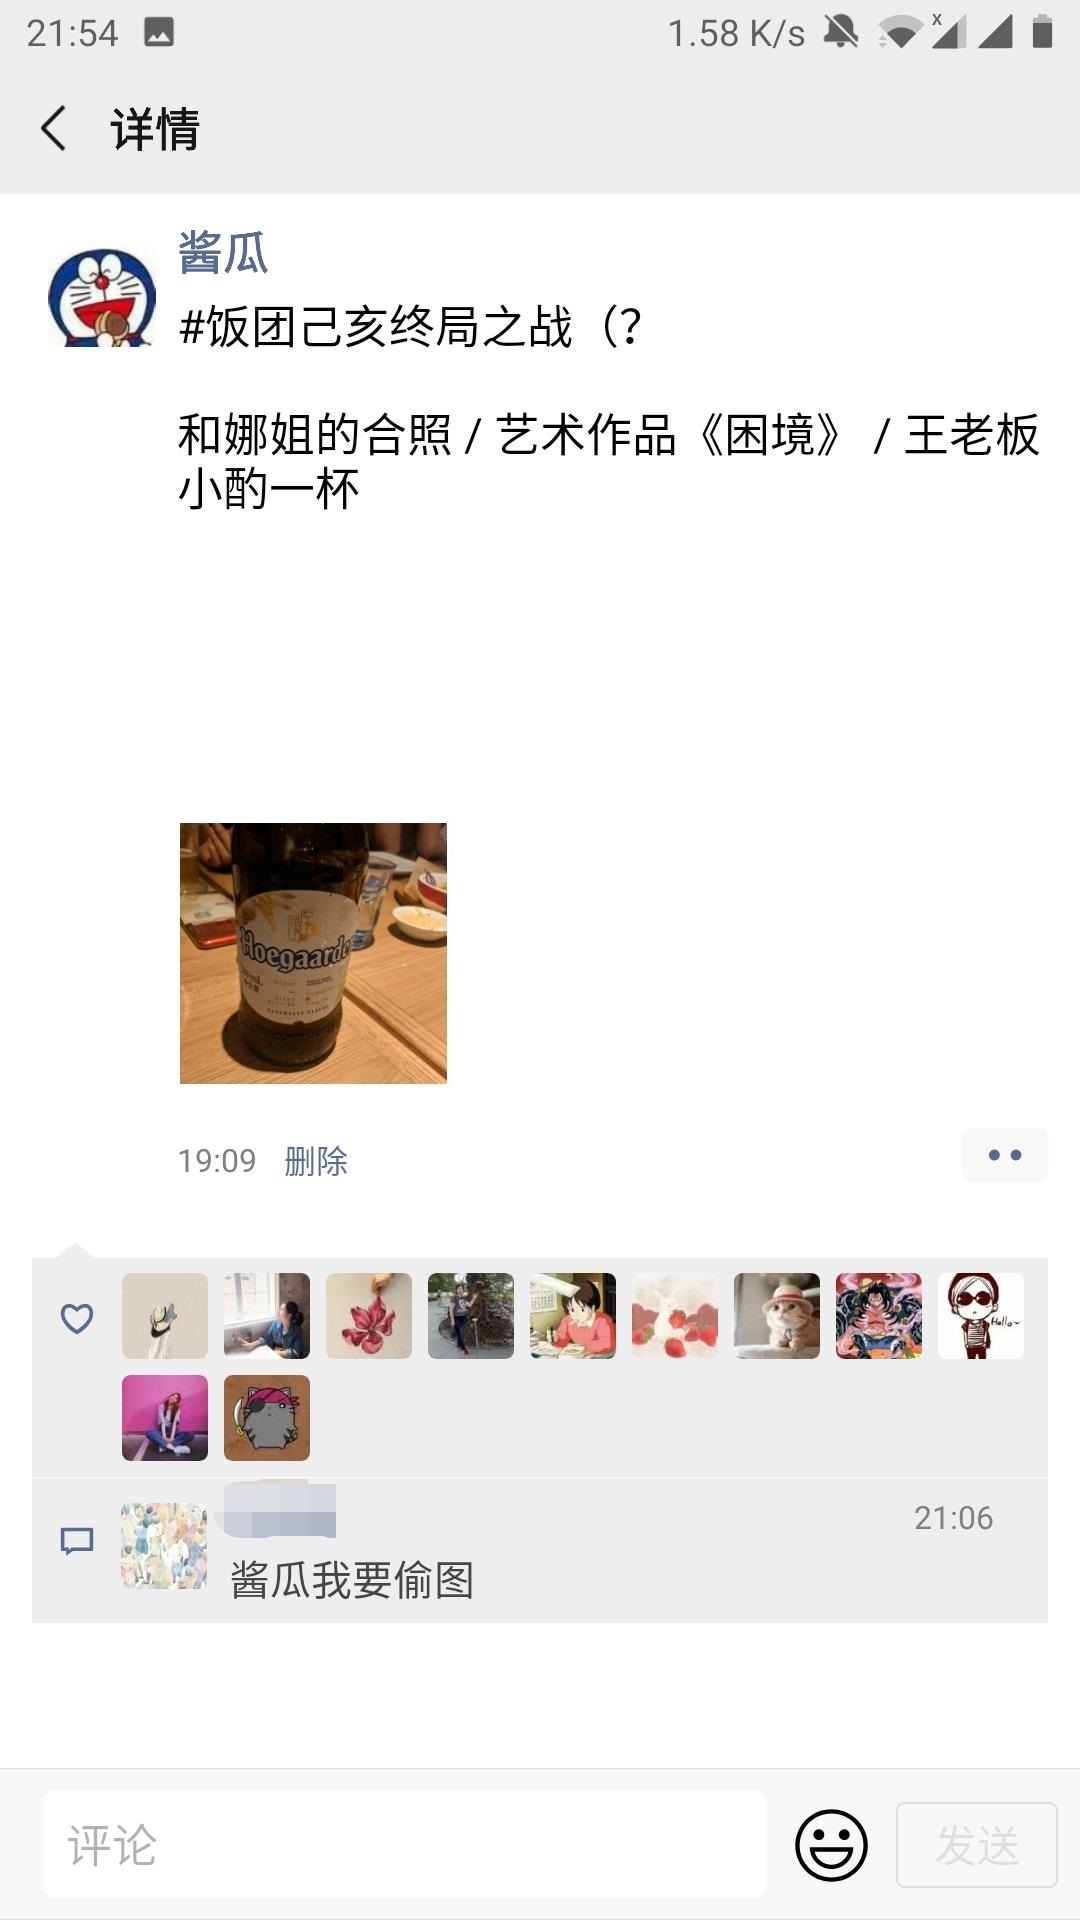 21:54
1.58 K/s
详情
酱瓜
#饭团己亥终局之战（?
和娜姐的合照 / 艺术作品《困境》 / 王老板
小酌一杯
Hoegaarde
19:09 删除
Hello~
21:06
酱瓜我要偷图
评论
发送